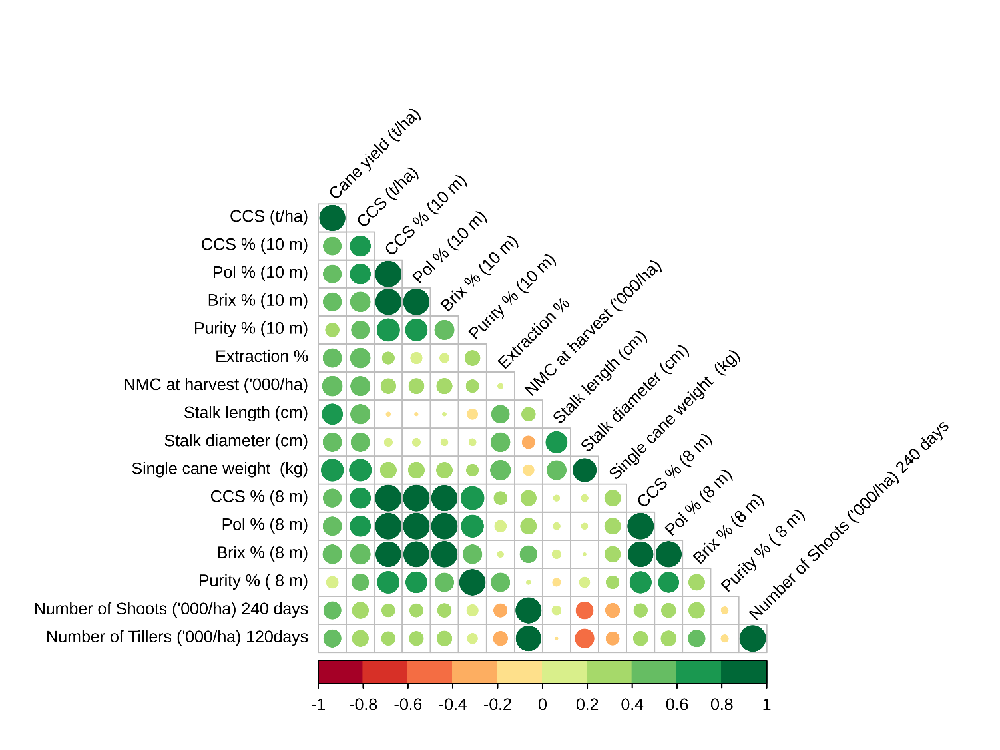 Cane yield (t/ha)
CCS (t/ha)
CCS % (10 m)
Pol % (10 m)
Brix % (10 m)
Purity % (10 m)
Extraction %
NMC at harvest ('000/ha)
Stalk length (cm)
Stalk diameter (cm)
Single cane weight  (kg)
CCS % (8 m)
Pol % (8 m)
Brix % (8 m)
Purity % ( 8 m)
Number of Shoots ('000/ha) 240 days
CCS (t/ha)
CCS % (10 m)
Pol % (10 m)
Brix % (10 m)
Purity % (10 m)
Extraction %
NMC at harvest ('000/ha)
Stalk length (cm)
Stalk diameter (cm)
Single cane weight  (kg)
CCS % (8 m)
Pol % (8 m)
Brix % (8 m)
Purity % ( 8 m)
Number of Shoots ('000/ha) 240 days
Number of Tillers ('000/ha) 120days
-1 -0.8 -0.6 -0.4 -0.2 0 0.2 0.4 0.6 0.8 1